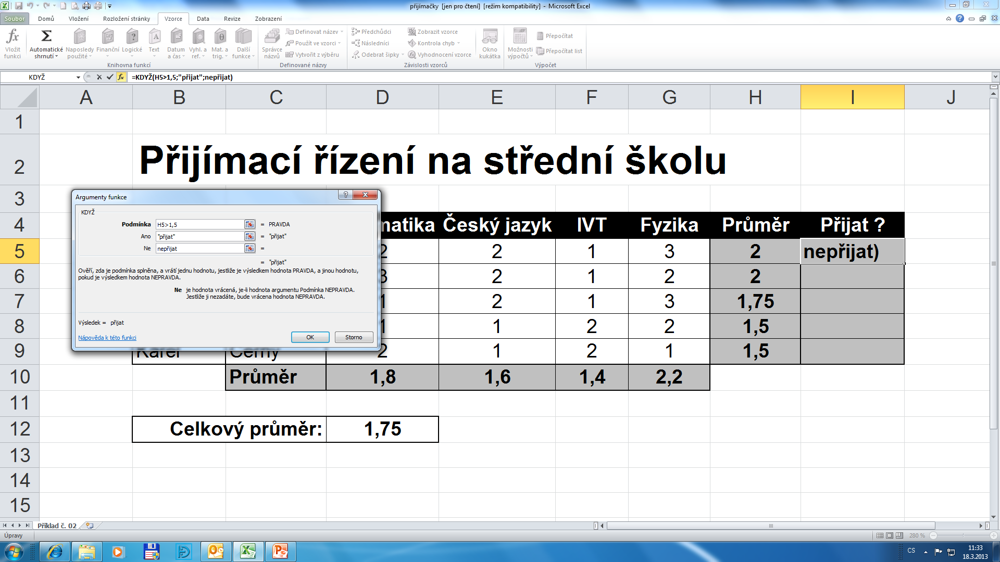 přijímačky  [jen pro čtení]  [režim kompatibility]  -  Microsoft Excel
Soubor Domů Vložení Rozložení stránky Vzorce Data Revize Zobrazení
Vložit funkci
Automatické shrnutí
Naposledy použité
Finanční
Logické
Text
Datum a čas
Vyhl. a ref.
Mat. a trig.
Další funkce
Knihovna funkcí
Správce názvů
Definovat název
Použít ve vzorci
Vytvořit z výběru
Definované názvy
Předchůdci
Následníci
Odebrat šipky
Zobrazit vzorce
Kontrola chyb
Vyhodnocení vzorce
Závislosti vzorců
Okno kukátka
Možnosti výpočtů
Přepočítat
Přepočítat list
Výpočet
KDYŽ fx =KDYŽ(H5>1,5;"přijat";nepřijat)
A B C D E F G H I J
1
2 Přijímací řízení na střední školu
3
4 matika Český jazyk IVT Fyzika Průměr Přijat ?
5 2 2 1 3 2 nepřijat)
6 3 2 1 2 2
7 1 2 1 3 1,75
8 1 1 2 2 1,5
9 Karel Černý 2 1 2 1 1,5
10 Průměr 1,8 1,6 1,4 2,2
11
12 Celkový průměr: 1,75
13
14
15
Argumenty funkce
KDYŽ
Podmínka H5>1,5 = PRAVDA
Ano "přijat" = "přijat"
Ne nepřijat =
= "přijat"
Ověří, zda je podmínka splněna, a vrátí jednu hodnotu, jestliže je výsledkem hodnota PRAVDA, a jinou hodnotu,
pokud je výsledkem hodnota NEPRAVDA.
Ne je hodnota vrácená, je-li hodnota argumentu Podmínka NEPRAVDA.
Jestliže ji nezadáte, bude vrácena hodnota NEPRAVDA.
Výsledek = přijat
Nápověda k této funkci OK Storno
Příklad č. 02
Úpravy 280 %
CS 11:33
18.3.2013